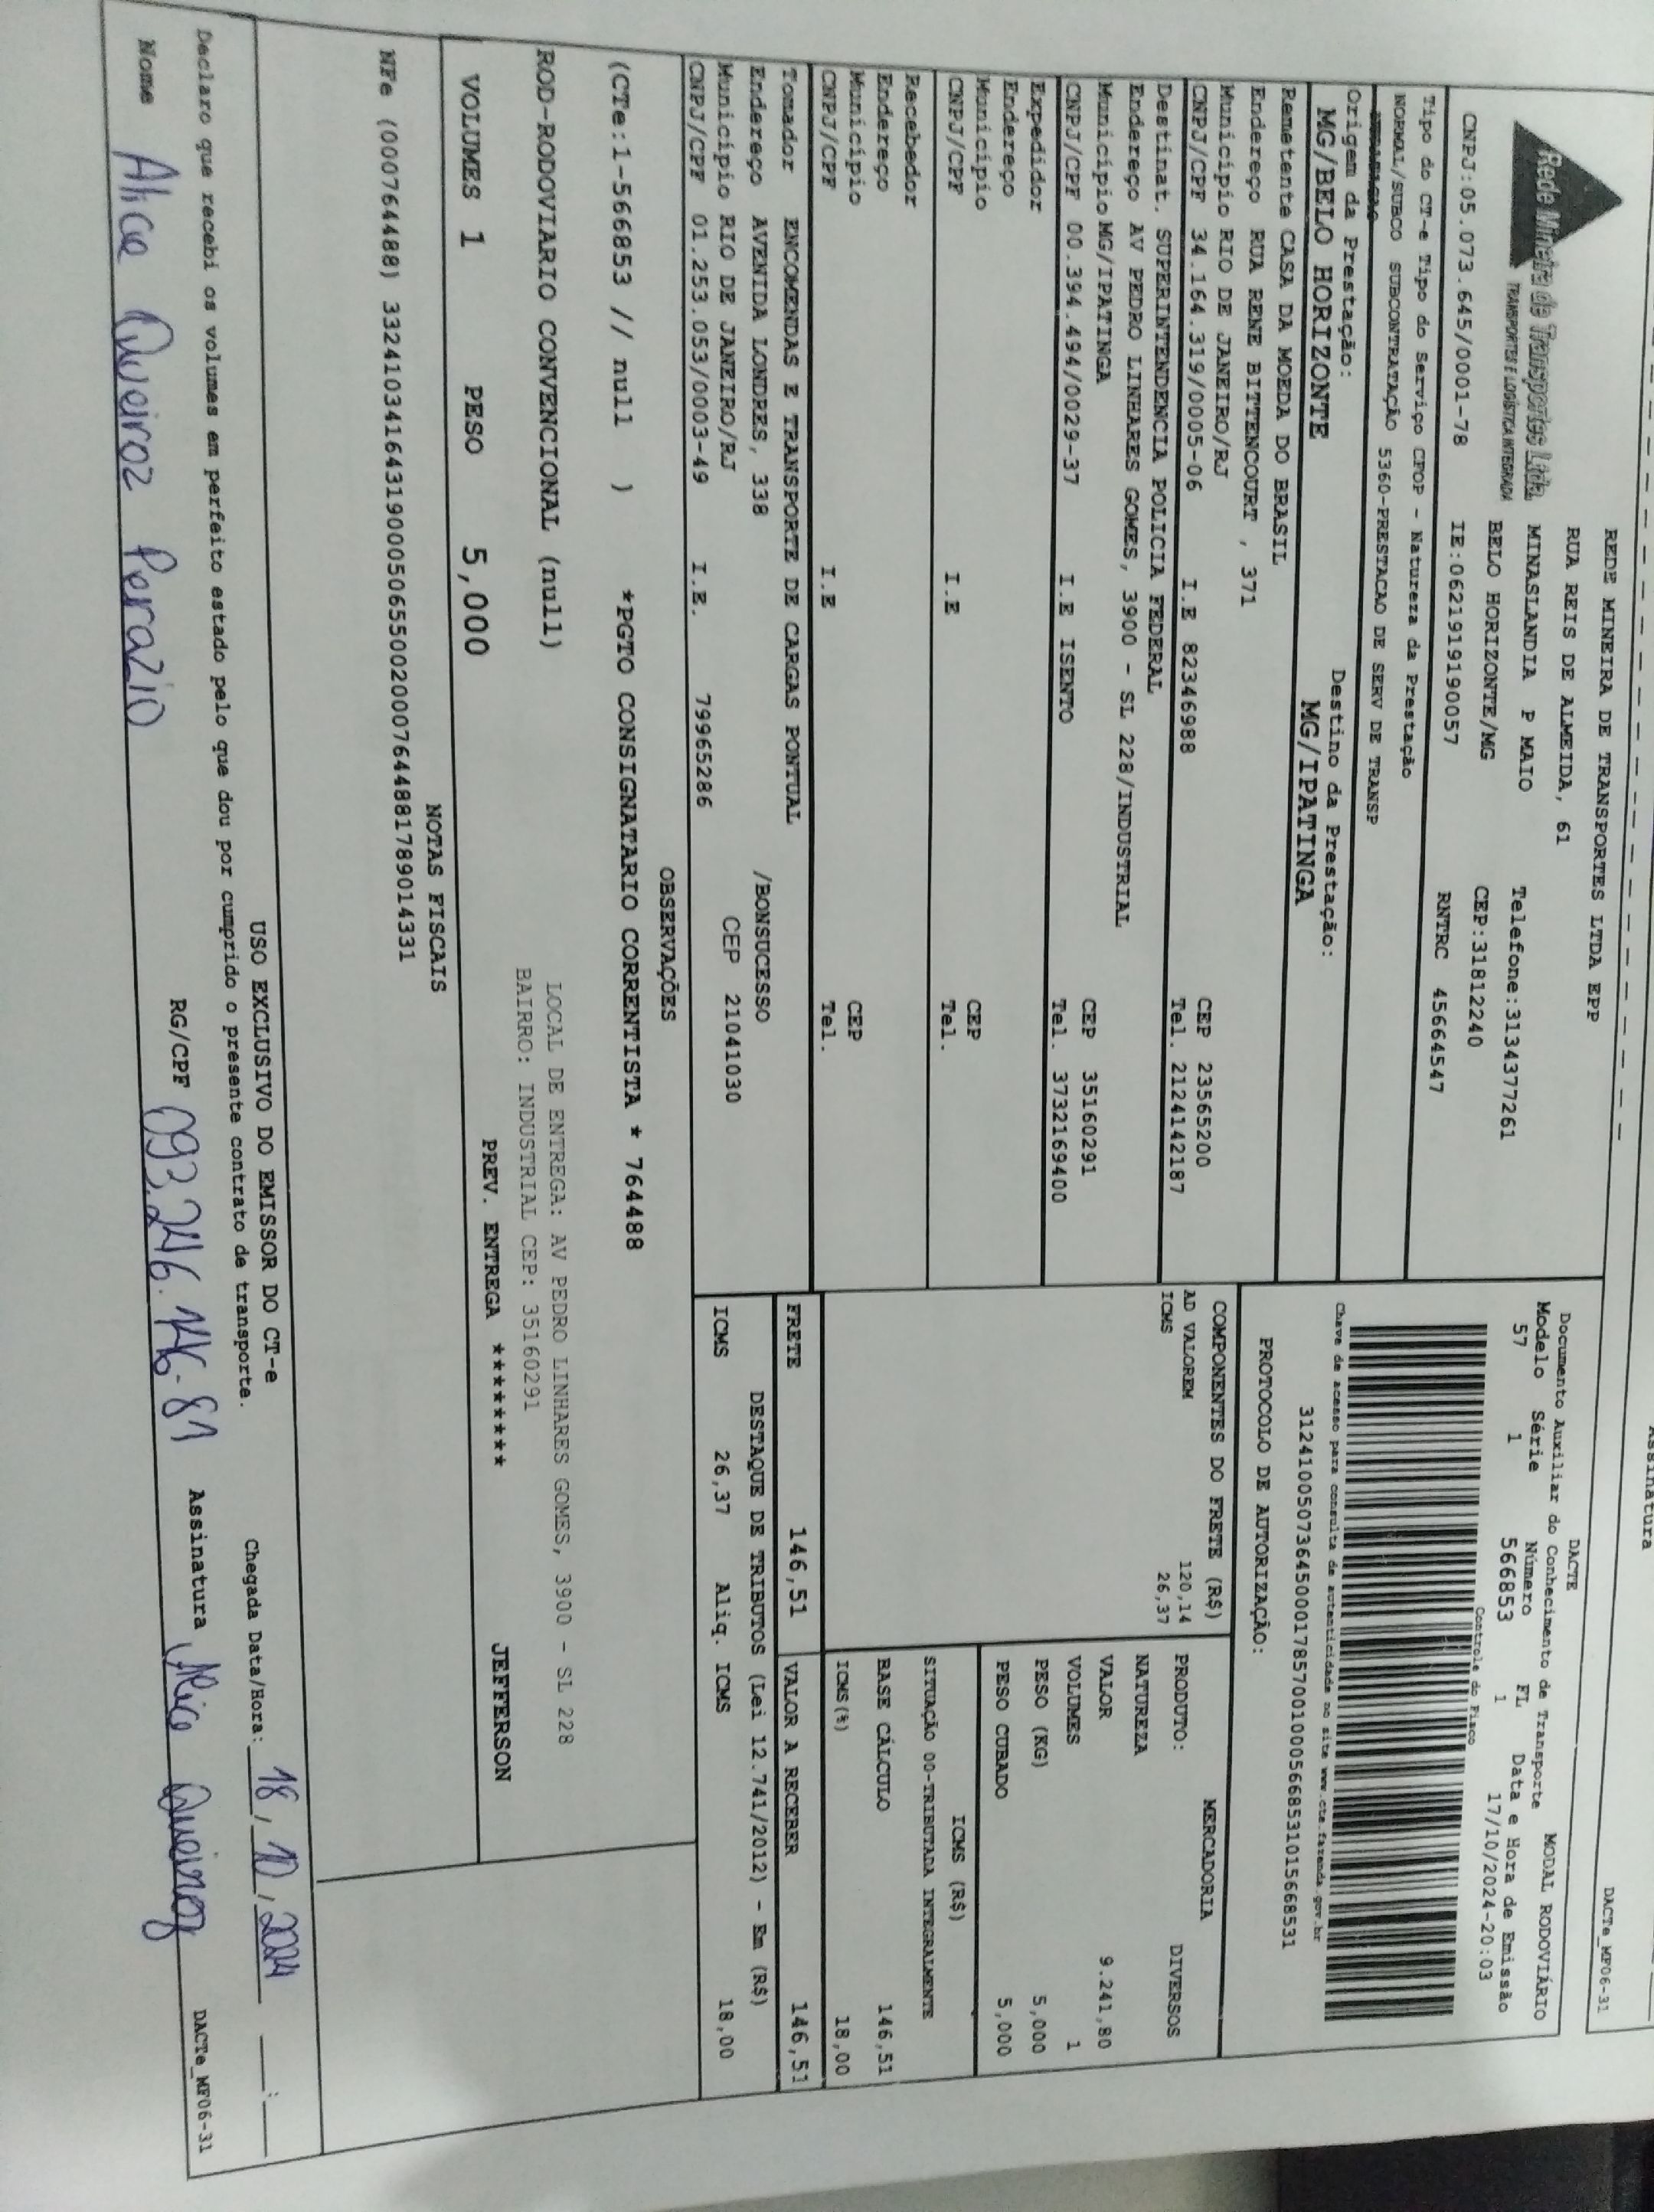 Assinatura
DACTe_MF06-31
Rede Mineira de Transportes Ltda.
TRANSPORTE E LOGÍSTICA INTEGRADA
CNPJ:05.073.645/0001-78
REDE MINEIRA DE TRANSPORTES LTDA EPP
RUA REIS DE ALMEIDA, 61
MINASLANDIA P MAIO Telefone:3134377261
BELO HORIZONTE/MG CEP:31812240
IE:0621919190057 RNTRC 45664547
DACTE
Documento Auxiliar do Conhecimento de Transporte MODAL RODOVIÁRIO
Modelo Série Número FL Data e Hora de Emissão
57 1 566853 1 17/10/2024-20:03
Controle do Fisco
Chave de acesso para consulta de autenticidade no site www.cte.fazenda.gov.br
31241005073645000178570010005668531015668531
PROTOCOLO DE AUTORIZAÇÃO:
Tipo do CT-e Tipo do Serviço CFOP - Natureza da Prestação
NORMAL/SUBCO SUBCONTRATAÇÃO 5360-PRESTACAO DE SERV DE TRANSP
Origem da Prestação: Destino da Prestação:
MG/BELO HORIZONTE MG/IPATINGA
Remetente CASA DA MOEDA DO BRASIL
Endereço RUA RENE BITTENCOURT , 371
Município RIO DE JANEIRO/RJ CEP 23565200
CNPJ/CPF 34.164.319/0005-06 I.E 82346988 Tel. 2124142187
Destinat. SUPERINTENDENCIA POLICIA FEDERAL
Endereço AV PEDRO LINHARES GOMES, 3900 - SL 228/INDUSTRIAL
Município MG/IPATINGA CEP 35160291
CNPJ/CPF 00.394.494/0029-37 I.E ISENTO Tel. 3732169400
Expedidor
Endereço
Município CEP
CNPJ/CPF I.E Tel.
Recebedor
Endereço
Município CEP
CNPJ/CPF I.E Tel.
Tomador ENCOMENDAS E TRANSPORTE DE CARGAS PONTUAL
Endereço AVENIDA LONDRES, 338 /BONSUCESSO
Município RIO DE JANEIRO/RJ CEP 21041030
CNPJ/CPF 01.253.053/0003-49 I.E. 79965286
COMPONENTES DO FRETE (R$)
AD VALOREM 120,14
ICMS 26,37
MERCADORIA
PRODUTO: DIVERSOS
NATUREZA
VALOR 9.241,80
VOLUMES 1
PESO (KG) 5,000
PESO CUBADO 5,000
ICMS (R$)
SITUAÇÃO 00-TRIBUTADA INTEGRALMENTE
BASE CÁLCULO 146,51
ICMS(%) 18,00
FRETE 146,51 VALOR A RECEBER 146,51
DESTAQUE DE TRIBUTOS (Lei 12.741/2012) - Em (R$)
ICMS 26,37 Aliq. ICMS 18,00
OBSERVAÇÕES
(CTe:1-566853 // null ) *PGTO CONSIGNATARIO CORRENTISTA * 764488
LOCAL DE ENTREGA: AV PEDRO LINHARES GOMES, 3900 - SL 228
ROD-RODOVIARIO CONVENCIONAL (null) BAIRRO: INDUSTRIAL CEP: 35160291
VOLUMES 1 PESO 5,000 PREV. ENTREGA ******** JEFFERSON
NOTAS FISCAIS
NFe (000764488) 33241034164319000506550020007644881789014331
USO EXCLUSIVO DO EMISSOR DO CT-e
Declaro que recebi os volumes em perfeito estado pelo que dou por cumprido o presente contrato de transporte. Chegada Data/Hora: 18/10/2024 __:__
Nome Alice Queiroz Perazio RG/CPF 093.246.146-81 Assinatura Alice Queiroz
DACTe_MF06-31